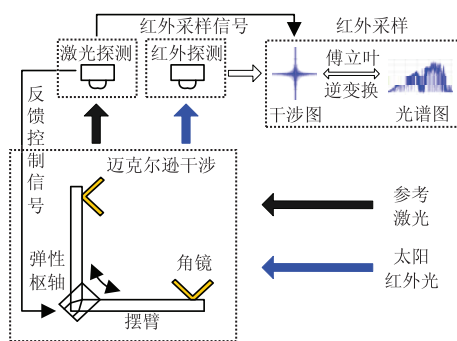 红外采样信号
红外采样
激光探测
红外探测
傅立叶
逆变换
干涉图
光谱图
反馈控制信号
迈克尔逊干涉
参考
激光
角镜
太阳
红外光
弹性
枢轴
摆臂